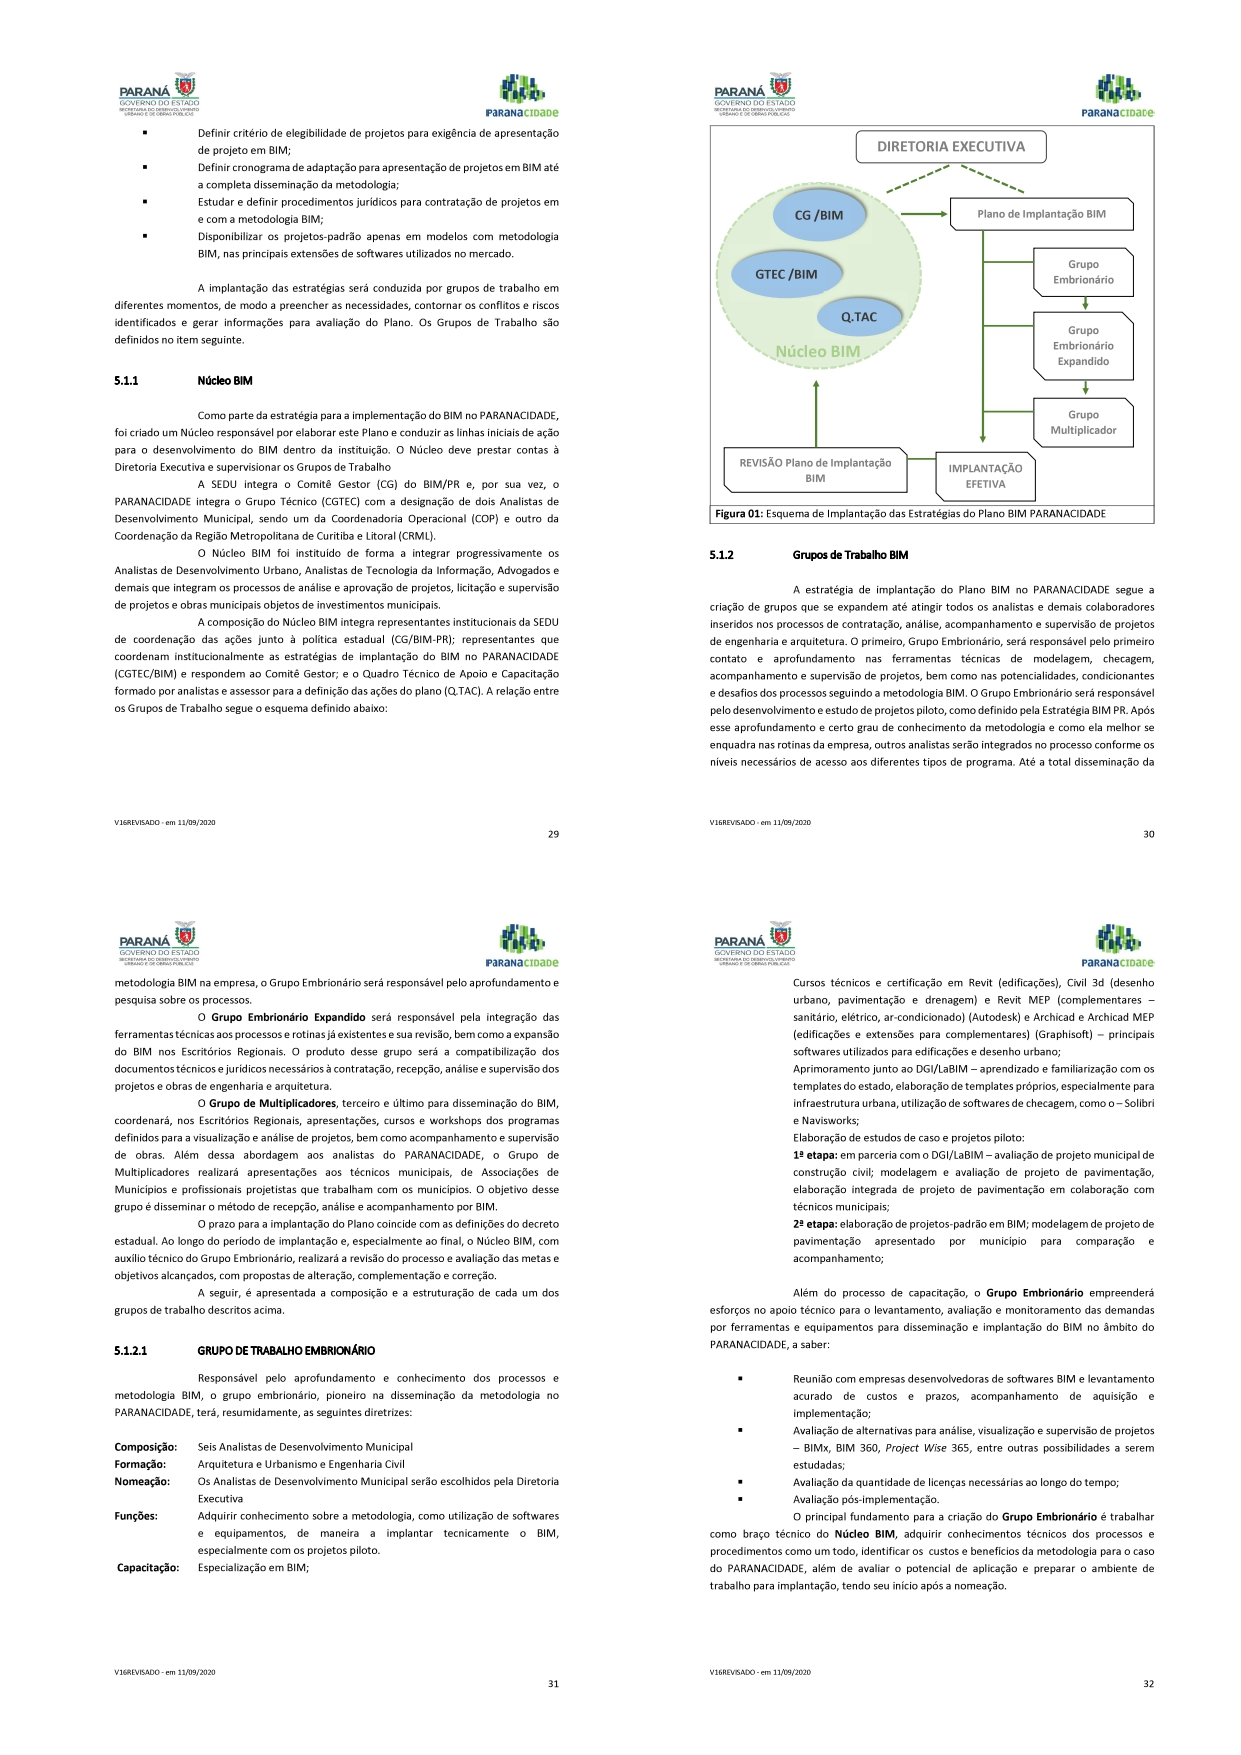 PARANÁ
GOVERNO DO ESTADO
SECRETARIA DO DESENVOLVIMENTO
URBANO E DE OBRAS PÚBLICAS
PARANACIDADE
▪ Definir critério de elegibilidade de projetos para exigência de apresentação
de projeto em BIM;
▪ Definir cronograma de adaptação para apresentação de projetos em BIM até
a completa disseminação da metodologia;
▪ Estudar e definir procedimentos jurídicos para contratação de projetos em
e com a metodologia BIM;
▪ Disponibilizar os projetos-padrão apenas em modelos com metodologia
BIM, nas principais extensões de softwares utilizados no mercado.
A implantação das estratégias será conduzida por grupos de trabalho em
diferentes momentos, de modo a preencher as necessidades, contornar os conflitos e riscos
identificados e gerar informações para avaliação do Plano. Os Grupos de Trabalho são
definidos no item seguinte.
5.1.1 Núcleo BIM
Como parte da estratégia para a implementação do BIM no PARANACIDADE,
foi criado um Núcleo responsável por elaborar este Plano e conduzir as linhas iniciais de ação
para o desenvolvimento do BIM dentro da instituição. O Núcleo deve prestar contas à
Diretoria Executiva e supervisionar os Grupos de Trabalho
A SEDU integra o Comitê Gestor (CG) do BIM/PR e, por sua vez, o
PARANACIDADE integra o Grupo Técnico (CGTEC) com a designação de dois Analistas de
Desenvolvimento Municipal, sendo um da Coordenadoria Operacional (COP) e outro da
Coordenação da Região Metropolitana de Curitiba e Litoral (CRML).
O Núcleo BIM foi instituído de forma a integrar progressivamente os
Analistas de Desenvolvimento Urbano, Analistas de Tecnologia da Informação, Advogados e
demais que integram os processos de análise e aprovação de projetos, licitação e supervisão
de projetos e obras municipais objetos de investimentos municipais.
A composição do Núcleo BIM integra representantes institucionais da SEDU
de coordenação das ações junto à política estadual (CG/BIM-PR); representantes que
coordenam institucionalmente as estratégias de implantação do BIM no PARANACIDADE
(CGTEC/BIM) e respondem ao Comitê Gestor; e o Quadro Técnico de Apoio e Capacitação
formado por analistas e assessor para a definição das ações do plano (Q.TAC). A relação entre
os Grupos de Trabalho segue o esquema definido abaixo:
V16REVISADO - em 11/09/2020
29
PARANÁ
GOVERNO DO ESTADO
SECRETARIA DO DESENVOLVIMENTO
URBANO E DE OBRAS PÚBLICAS
PARANACIDADE
DIRETORIA EXECUTIVA
CG /BIM
GTEC /BIM
Q.TAC
Núcleo BIM
Plano de Implantação BIM
Grupo
Embrionário
Grupo
Embrionário
Expandido
Grupo
Multiplicador
IMPLANTAÇÃO
EFETIVA
REVISÃO Plano de Implantação
BIM
Figura 01: Esquema de Implantação das Estratégias do Plano BIM PARANACIDADE
5.1.2 Grupos de Trabalho BIM
A estratégia de implantação do Plano BIM no PARANACIDADE segue a
criação de grupos que se expandem até atingir todos os analistas e demais colaboradores
inseridos nos processos de contratação, análise, acompanhamento e supervisão de projetos
de engenharia e arquitetura. O primeiro, Grupo Embrionário, será responsável pelo primeiro
contato e aprofundamento nas ferramentas técnicas de modelagem, checagem,
acompanhamento e supervisão de projetos, bem como nas potencialidades, condicionantes
e desafios dos processos seguindo a metodologia BIM. O Grupo Embrionário será responsável
pelo desenvolvimento e estudo de projetos piloto, como definido pela Estratégia BIM PR. Após
esse aprofundamento e certo grau de conhecimento da metodologia e como ela melhor se
enquadra nas rotinas da empresa, outros analistas serão integrados no processo conforme os
níveis necessários de acesso aos diferentes tipos de programa. Até a total disseminação da
V16REVISADO - em 11/09/2020
30
PARANÁ
GOVERNO DO ESTADO
SECRETARIA DO DESENVOLVIMENTO
URBANO E DE OBRAS PÚBLICAS
PARANACIDADE
metodologia BIM na empresa, o Grupo Embrionário será responsável pelo aprofundamento e
pesquisa sobre os processos.
O Grupo Embrionário Expandido será responsável pela integração das
ferramentas técnicas aos processos e rotinas já existentes e sua revisão, bem como a expansão
do BIM nos Escritórios Regionais. O produto desse grupo será a compatibilização dos
documentos técnicos e jurídicos necessários à contratação, recepção, análise e supervisão dos
projetos e obras de engenharia e arquitetura.
O Grupo de Multiplicadores, terceiro e último para disseminação do BIM,
coordenará, nos Escritórios Regionais, apresentações, cursos e workshops dos programas
definidos para a visualização e análise de projetos, bem como acompanhamento e supervisão
de obras. Além dessa abordagem aos analistas do PARANACIDADE, o Grupo de
Multiplicadores realizará apresentações aos técnicos municipais, de Associações de
Municípios e profissionais projetistas que trabalham com os municípios. O objetivo desse
grupo é disseminar o método de recepção, análise e acompanhamento por BIM.
O prazo para a implantação do Plano coincide com as definições do decreto
estadual. Ao longo do período de implantação e, especialmente ao final, o Núcleo BIM, com
auxílio técnico do Grupo Embrionário, realizará a revisão do processo e avaliação das metas e
objetivos alcançados, com propostas de alteração, complementação e correção.
A seguir, é apresentada a composição e a estruturação de cada um dos
grupos de trabalho descritos acima.
5.1.2.1 GRUPO DE TRABALHO EMBRIONÁRIO
Responsável pelo aprofundamento e conhecimento dos processos e
metodologia BIM, o grupo embrionário, pioneiro na disseminação da metodologia no
PARANACIDADE, terá, resumidamente, as seguintes diretrizes:
Composição: Seis Analistas de Desenvolvimento Municipal
Formação: Arquitetura e Urbanismo e Engenharia Civil
Nomeação: Os Analistas de Desenvolvimento Municipal serão escolhidos pela Diretoria
Executiva
Funções: Adquirir conhecimento sobre a metodologia, como utilização de softwares
e equipamentos, de maneira a implantar tecnicamente o BIM,
especialmente com os projetos piloto.
Capacitação: Especialização em BIM;
V16REVISADO - em 11/09/2020
31
PARANÁ
GOVERNO DO ESTADO
SECRETARIA DO DESENVOLVIMENTO
URBANO E DE OBRAS PÚBLICAS
PARANACIDADE
Cursos técnicos e certificação em Revit (edificações), Civil 3d (desenho
urbano, pavimentação e drenagem) e Revit MEP (complementares –
sanitário, elétrico, ar-condicionado) (Autodesk) e Archicad e Archicad MEP
(edificações e extensões para complementares) (Graphisoft) – principais
softwares utilizados para edificações e desenho urbano;
Aprimoramento junto ao DGI/LaBIM – aprendizado e familiarização com os
templates do estado, elaboração de templates próprios, especialmente para
infraestrutura urbana, utilização de softwares de checagem, como o – Solibri
e Navisworks;
Elaboração de estudos de caso e projetos piloto:
1ª etapa: em parceria com o DGI/LaBIM – avaliação de projeto municipal de
construção civil; modelagem e avaliação de projeto de pavimentação,
elaboração integrada de projeto de pavimentação em colaboração com
técnicos municipais;
2ª etapa: elaboração de projetos-padrão em BIM; modelagem de projeto de
pavimentação apresentado por município para comparação e
acompanhamento;
Além do processo de capacitação, o Grupo Embrionário empreenderá
esforços no apoio técnico para o levantamento, avaliação e monitoramento das demandas
por ferramentas e equipamentos para disseminação e implantação do BIM no âmbito do
PARANACIDADE, a saber:
▪ Reunião com empresas desenvolvedoras de softwares BIM e levantamento
acurado de custos e prazos, acompanhamento de aquisição e
implementação;
▪ Avaliação de alternativas para análise, visualização e supervisão de projetos
– BIMx, BIM 360, Project Wise 365, entre outras possibilidades a serem
estudadas;
▪ Avaliação da quantidade de licenças necessárias ao longo do tempo;
▪ Avaliação pós-implementação.
O principal fundamento para a criação do Grupo Embrionário é trabalhar
como braço técnico do Núcleo BIM, adquirir conhecimentos técnicos dos processos e
procedimentos como um todo, identificar os custos e benefícios da metodologia para o caso
do PARANACIDADE, além de avaliar o potencial de aplicação e preparar o ambiente de
trabalho para implantação, tendo seu início após a nomeação.
V16REVISADO - em 11/09/2020
32